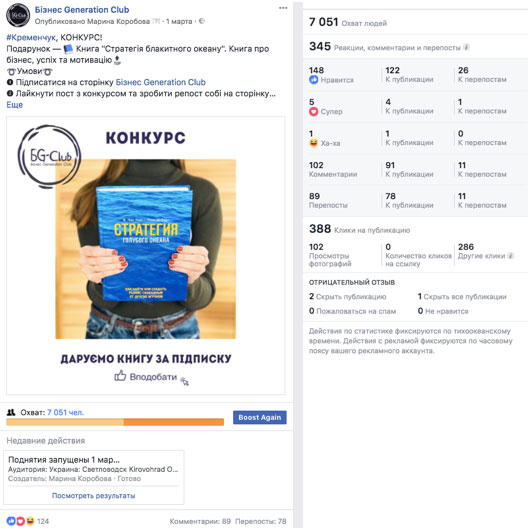 Бізнес Generation Club
Опубліковано Марина Коробова · 1 марта ·
#Кременчук, КОНКУРС!
Подарунок — Книга "Стратегія блакитного океану". Книга про
бізнес, успіх та мотивацію
Умови
❶ Підписатися на сторінку Бізнес Generation Club
❷ Лайкнути пост з конкурсом та зробити репост собі на сторінку...
Еще
BG-Club
Бізнес Generation Club
КОНКУРС
СТРАТЕГИЯ
ГОЛУБОГО ОКЕАНА
ДАРУЄМО КНИГУ ЗА ПІДПИСКУ
Вподобати
Охват: 7 051 чел.
Boost Again
Недавние действия
Поднятия запущены 1 мар...
Аудитория: Украина: Светловодск Kirovohrad O...
Создатель: Марина Коробова · Готово
Посмотреть результаты
124
Комментарии: 89 Перепосты: 78
7 051 Охват людей
345 Реакции, комментарии и перепосты
148 122 26
Нравится К публикации К перепостам
5 4 1
Супер К публикации К перепостам
1 1 0
Ха-ха К публикации К перепостам
102 91 11
Комментарии К публикации К перепостам
89 78 11
Перепосты К публикации К перепостам
388 Клики на публикацию
102 0 286
Просмотры Количество кликов Другие клики
фотографий на ссылку
ОТРИЦАТЕЛЬНЫЙ ОТЗЫВ
2 Скрыть публикацию 1 Скрыть все публикации
0 Пожаловаться на спам 0 Не нравится
Действия по статистике фиксируются по тихоокеанскому
времени. Действия с рекламой фиксируются по часовому
поясу вашего рекламного аккаунта.